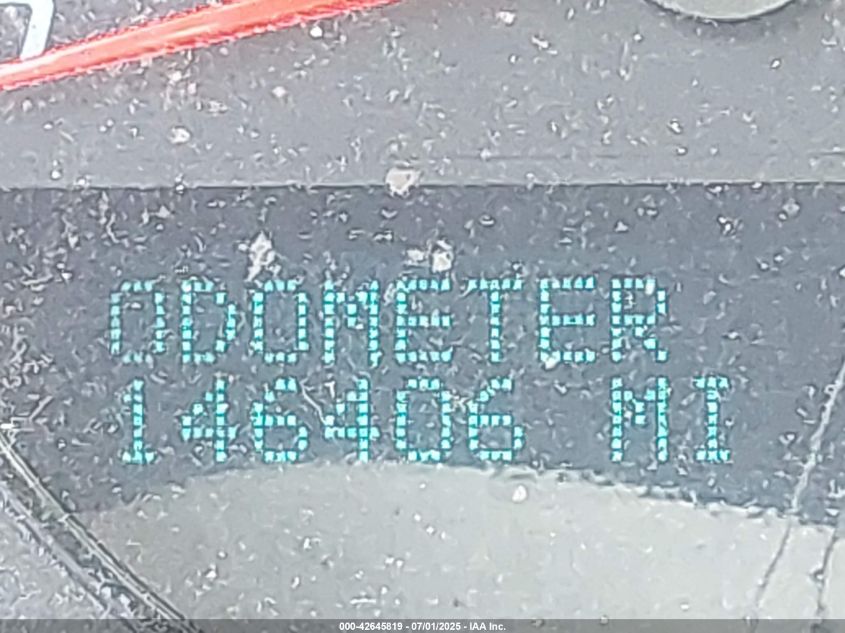 ODOMETER
146406 MI
000-42645819 - 07/01/2025 - IAA Inc.